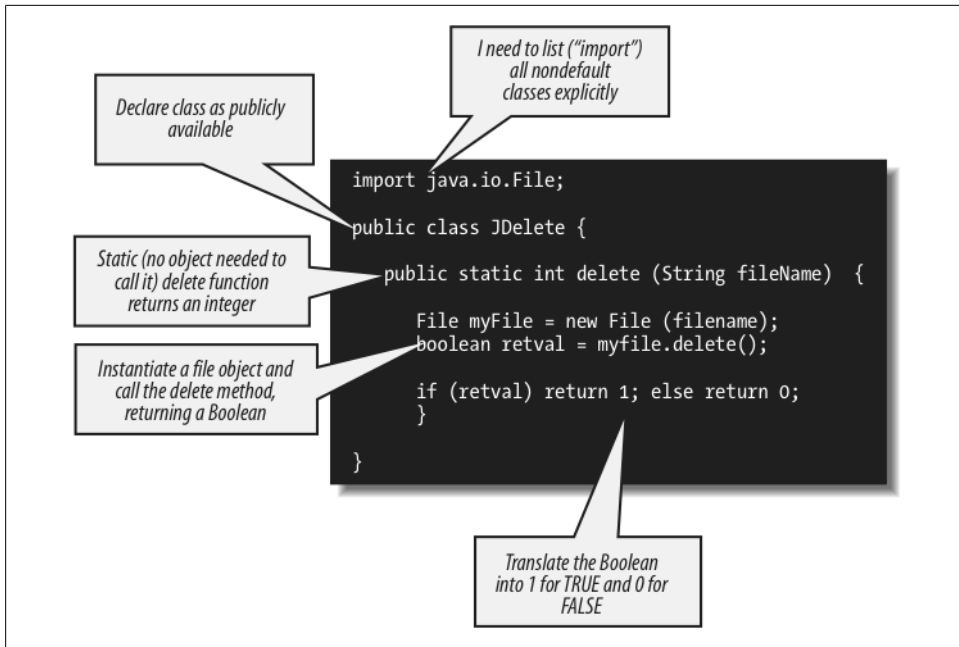 I need to list (“import”)
all nondefault
classes explicitly
Declare class as publicly
available
import java.io.File;
public class JDelete {
Static (no object needed to
call it) delete function
returns an integer
public static int delete (String fileName)  {
File myFile = new File (filename);
boolean retval = myfile.delete();
Instantiate a file object and
call the delete method,
returning a Boolean
if (retval) return 1; else return 0;
}
}
Translate the Boolean
into 1 for TRUE and 0 for
FALSE